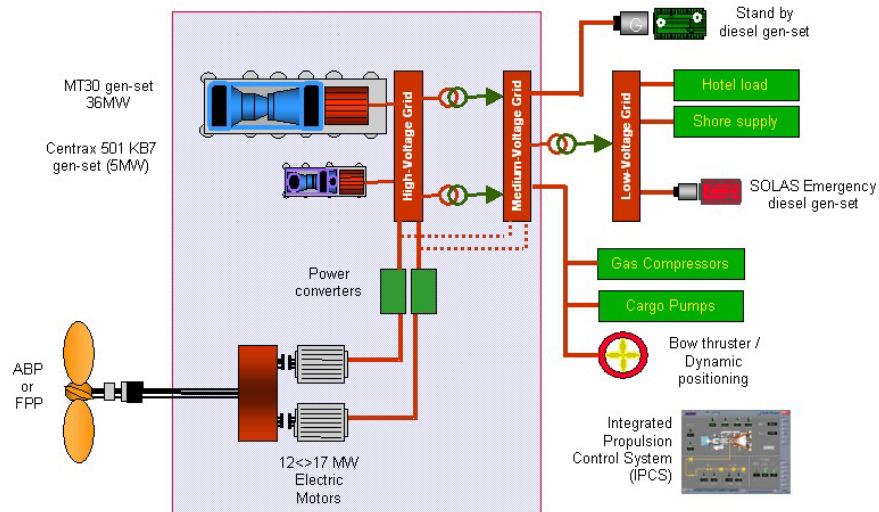 Stand by
diesel gen-set
MT30 gen-set
36MW
Centrax 501 KB7
gen-set (5MW)
High-Voltage Grid
Medium-Voltage Grid
Low-Voltage Grid
G
Hotel load
Shore supply
SOLAS Emergency
diesel gen-set
Power
converters
Gas Compressors
Cargo Pumps
Bow thruster /
Dynamic
positioning
ABP
or
FPP
12<>17 MW
Electric
Motors
Integrated
Propulsion
Control System
(IPCS)